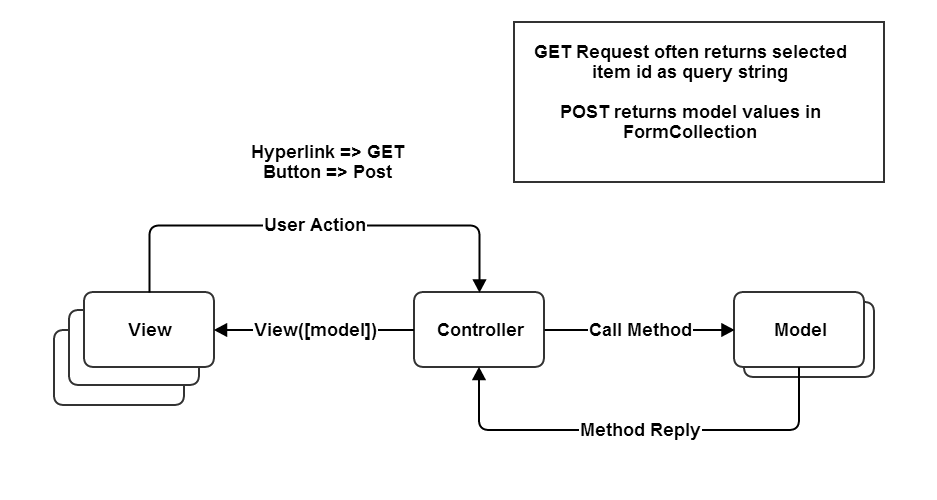 GET Request often returns selected
item id as query string
POST returns model values in
FormCollection
Hyperlink => GET
Button => Post
User Action
View
View([model])
Controller
Call Method
Model
Method Reply